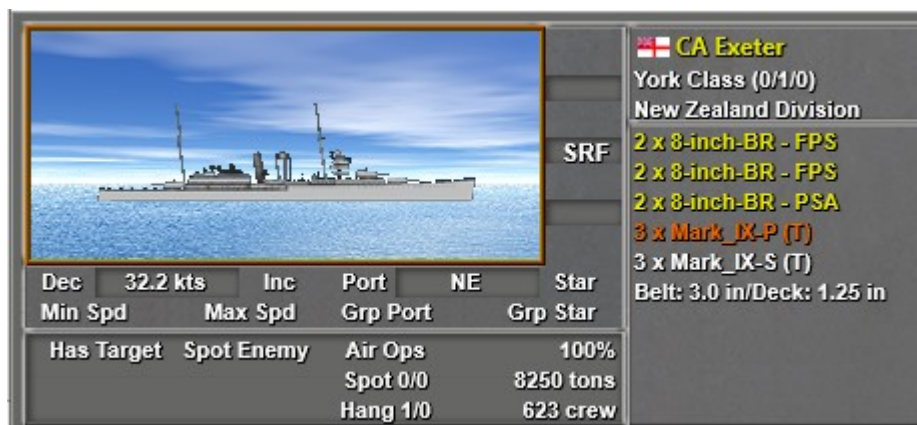 CA Exeter
York Class (0/1/0)
New Zealand Division
SRF
2 x 8-inch-BR - FPS
2 x 8-inch-BR - FPS
2 x 8-inch-BR - PSA
3 x Mark_IX-P (T)
3 x Mark_IX-S (T)
Belt: 3.0 in/Deck: 1.25 in
Dec 32.2 kts Inc Port NE Star
Min Spd Max Spd Grp Port Grp Star
Has Target Spot Enemy Air Ops 100%
Spot 0/0 8250 tons
Hang 1/0 623 crew